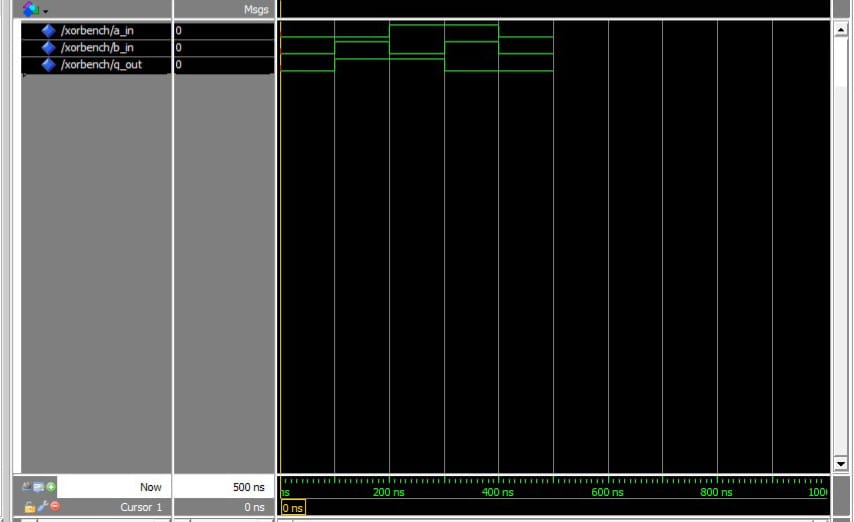 Msgs
/xorbench/a_in 0
/xorbench/b_in 0
/xorbench/q_out 0
Now 500 ns ns 200 ns 400 ns 600 ns 800 ns 100
Cursor 1 0 ns 0 ns